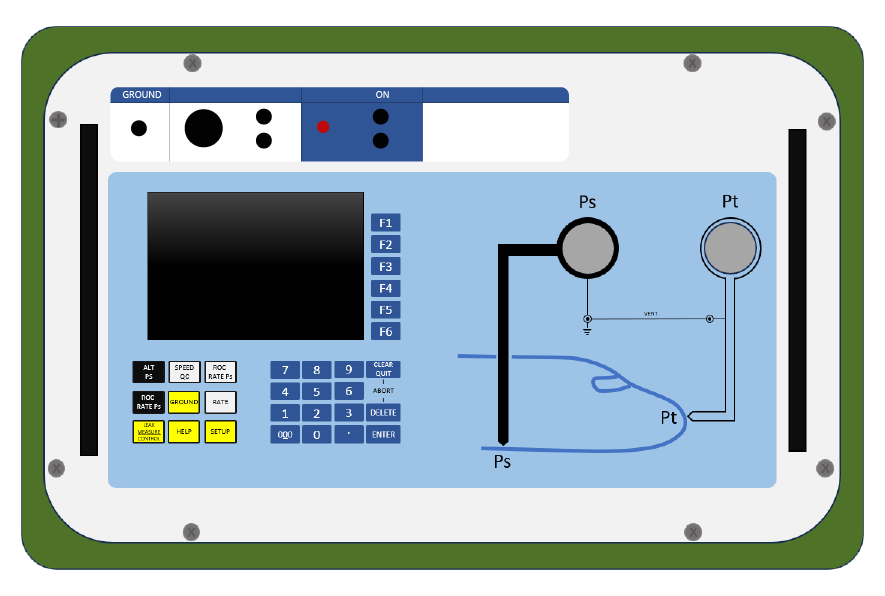 GROUND
ON
Ps
Pt
F1
F2
F3
F4
F5
F6
VENT
ALT
PS
SPEED
QC
ROC
RATE Ps
7
8
9
CLEAR
QUIT
4
5
6
ABORT
ROC
RATE Ps
GROUND
RATE
1
2
3
DELETE
LEAK
MEASURE
CONTROL
HELP
SETUP
000
0
.
ENTER
Pt
Ps